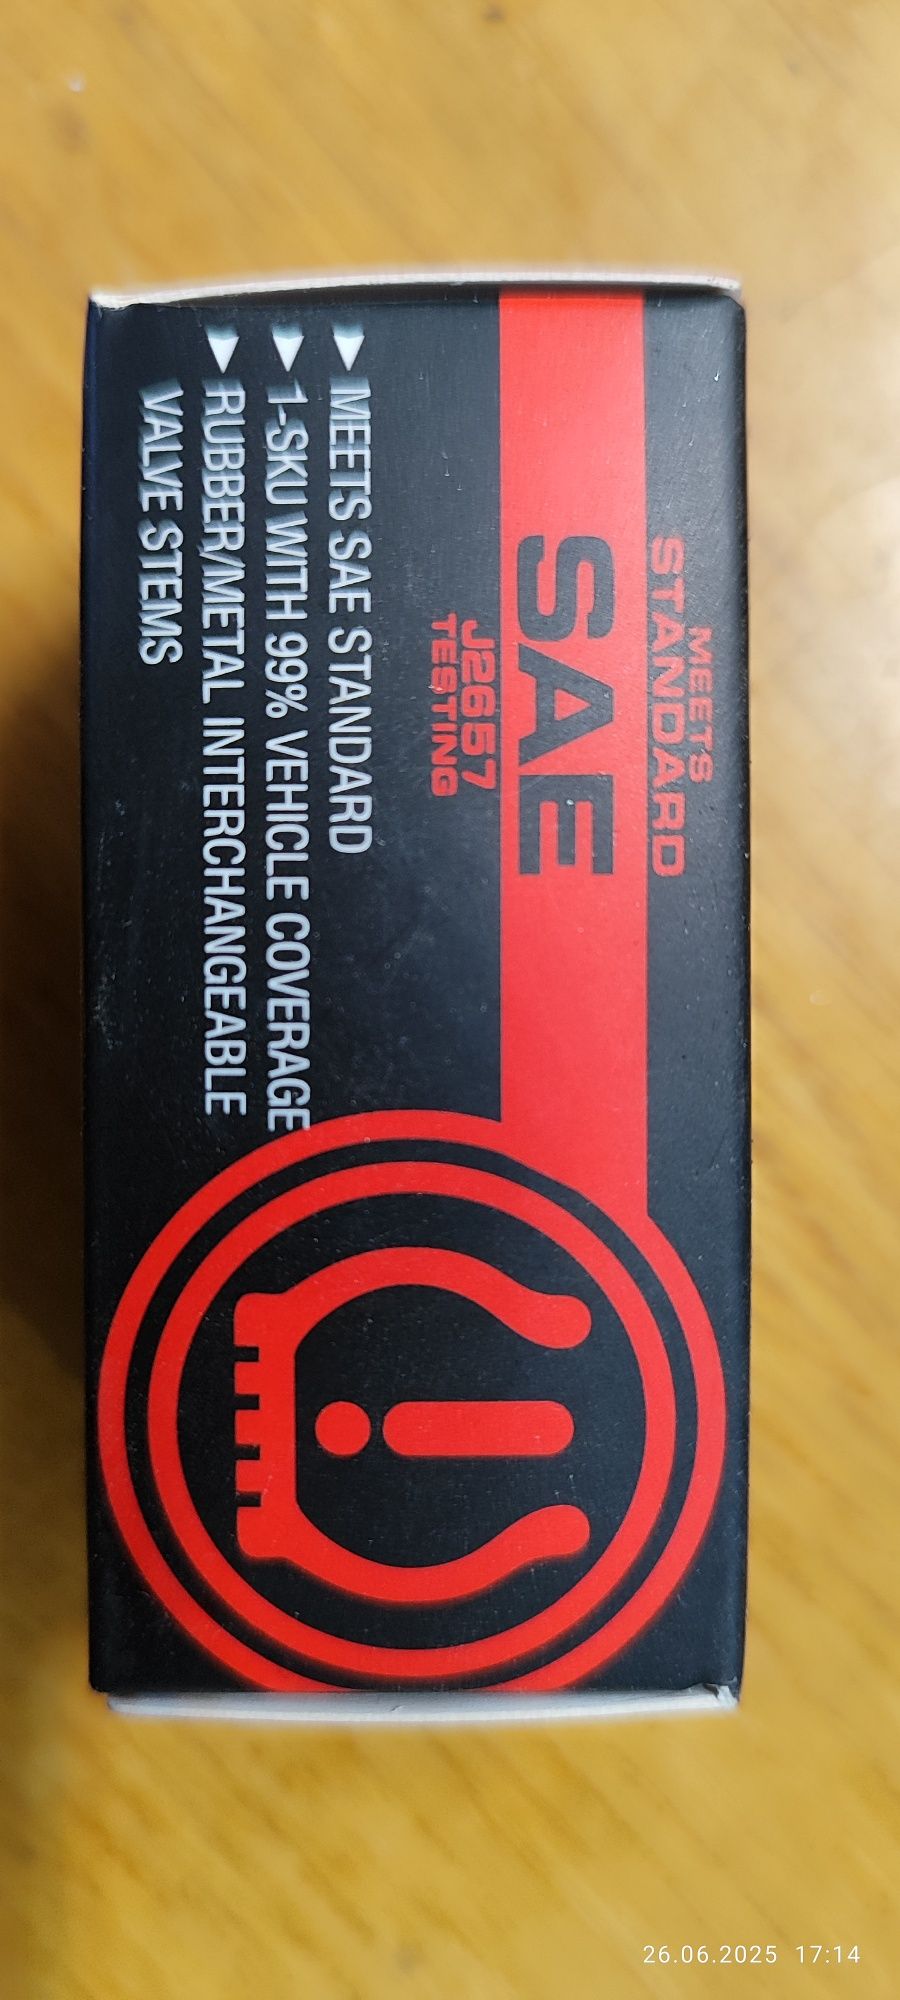 MEETS
STANDARD
SAE
J2657
TESTING
MEETS SAE STANDARD
1-SKU WITH 99% VEHICLE COVERAGE
RUBBER/METAL INTERCHANGEABLE
VALVE STEMS
26.06.2025 17:14